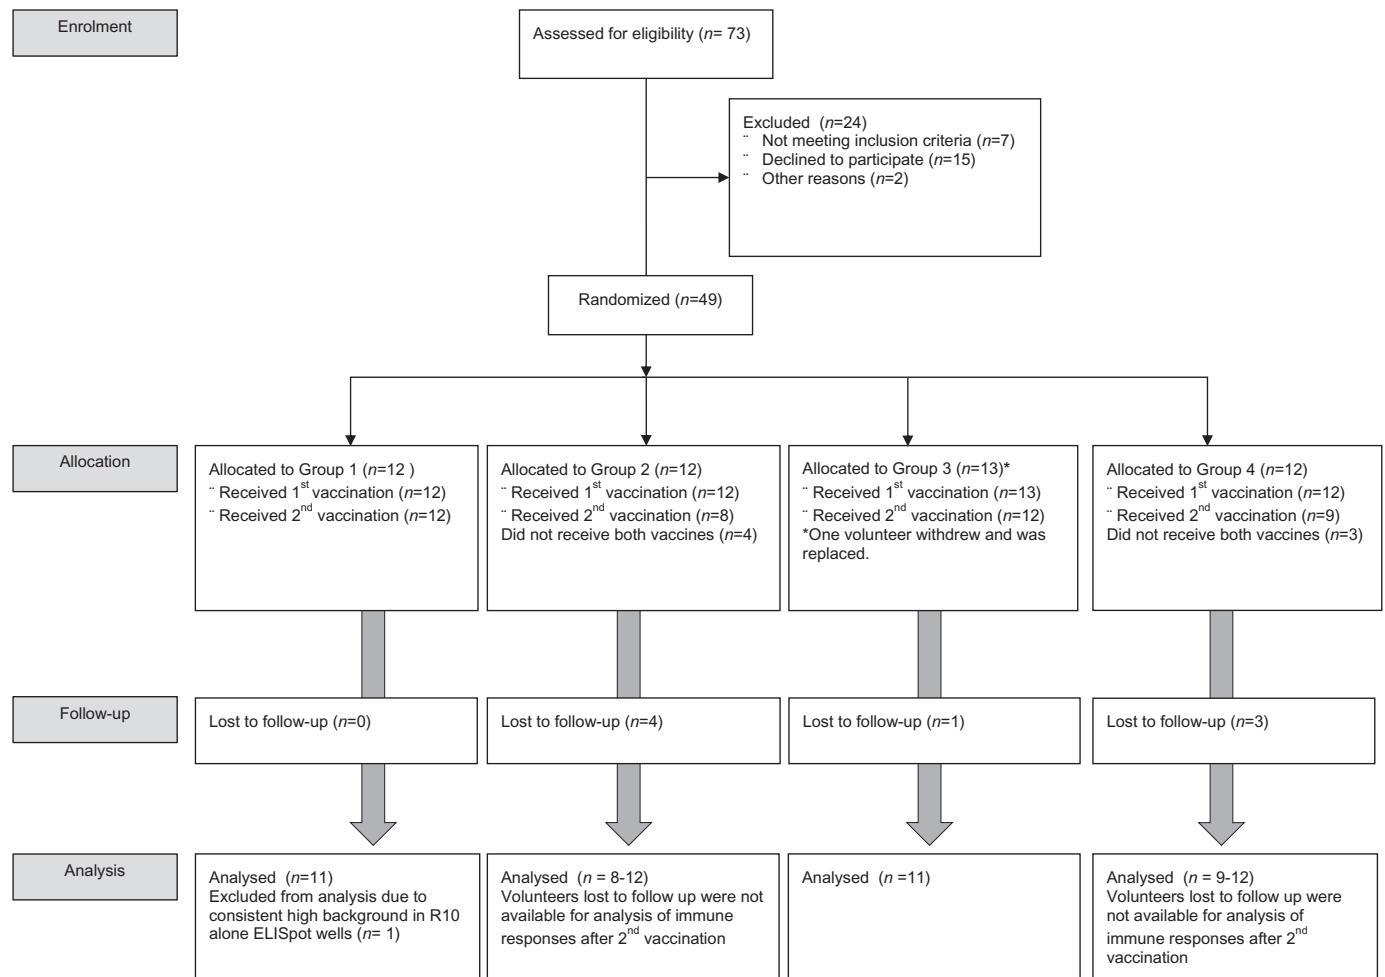 Enrolment
Assessed for eligibility (n= 73)
Excluded (n=24)
¨ Not meeting inclusion criteria (n=7)
¨ Declined to participate (n=15)
¨ Other reasons (n=2)
Randomized (n=49)
Allocation
Allocated to Group 1 (n=12 )
¨ Received 1st vaccination (n=12)
¨ Received 2nd vaccination (n=12)
Allocated to Group 2 (n=12)
¨ Received 1st vaccination (n=12)
¨ Received 2nd vaccination (n=8)
Did not receive both vaccines (n=4)
Allocated to Group 3 (n=13)*
¨ Received 1st vaccination (n=13)
¨ Received 2nd vaccination (n=12)
*One volunteer withdrew and was
replaced.
Allocated to Group 4 (n=12)
¨ Received 1st vaccination (n=12)
¨ Received 2nd vaccination (n=9)
Did not receive both vaccines (n=3)
Follow-up
Lost to follow-up (n=0)
Lost to follow-up (n=4)
Lost to follow-up (n=1)
Lost to follow-up (n=3)
Analysis
Analysed (n=11)
Excluded from analysis due to
consistent high background in R10
alone ELISpot wells (n= 1)
Analysed (n = 8-12)
Volunteers lost to follow up were not
available for analysis of immune
responses after 2nd vaccination
Analysed (n =11)
Analysed (n = 9-12)
Volunteers lost to follow up were
not available for analysis of
immune responses after 2nd
vaccination